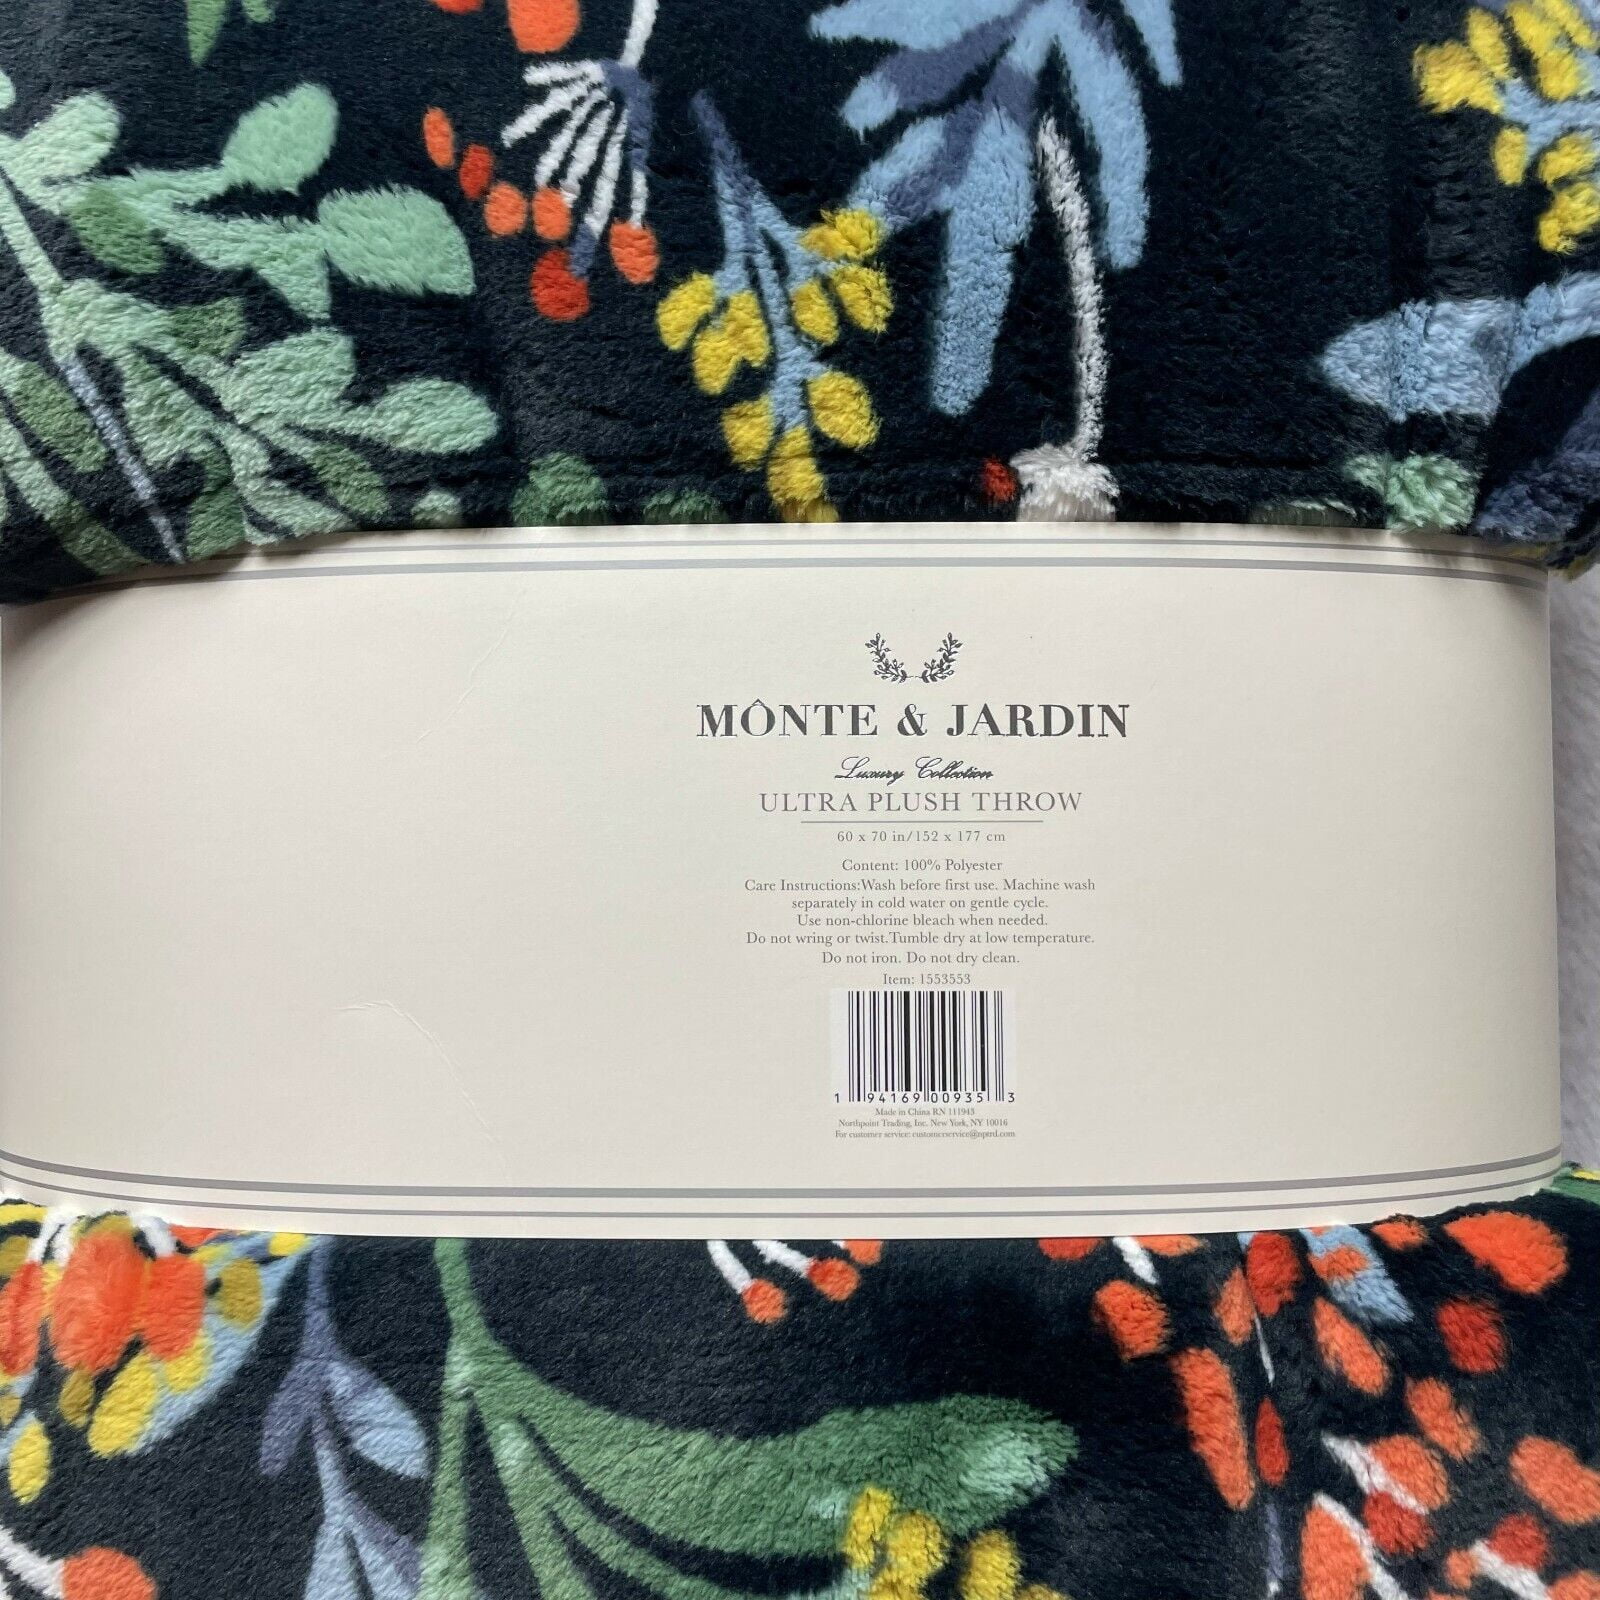 MÔNTE & JARDIN
Luxury Collection
ULTRA PLUSH THROW
60 x 70 in/152 x 177 cm
Content: 100% Polyester
Care Instructions:Wash before first use. Machine wash
separately in cold water on gentle cycle.
Use non-chlorine bleach when needed.
Do not wring or twist.Tumble dry at low temperature.
Do not iron. Do not dry clean.
Item: 1553553
1 94169 00935 3
Made in China RN 111943
Northpoint Trading, Inc. New York, NY 10016
For customer service: customerservice@nptrd.com